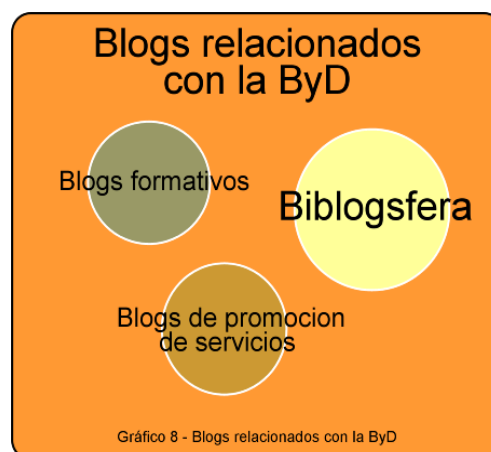 Blogs relacionados
con la ByD
Blogs formativos
Biblogsfera
Blogs de promocion
de servicios
Gráfico 8 - Blogs relacionados con la ByD